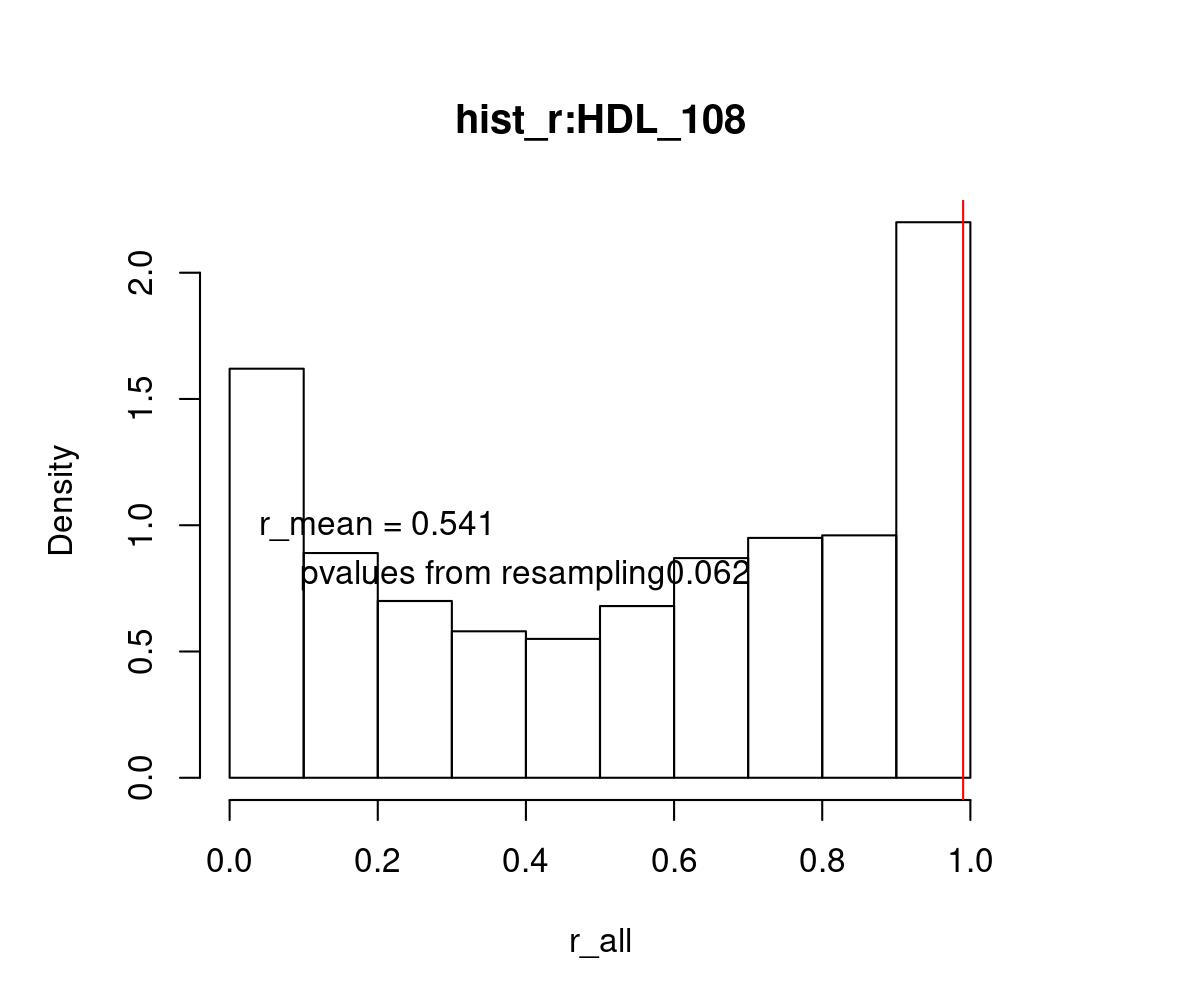 hist_r:HDL_108
Density
2.0
1.5
1.0
0.5
0.0
r_mean = 0.541
pvalues from resampling0.062
0.0 0.2 0.4 0.6 0.8 1.0
r_all